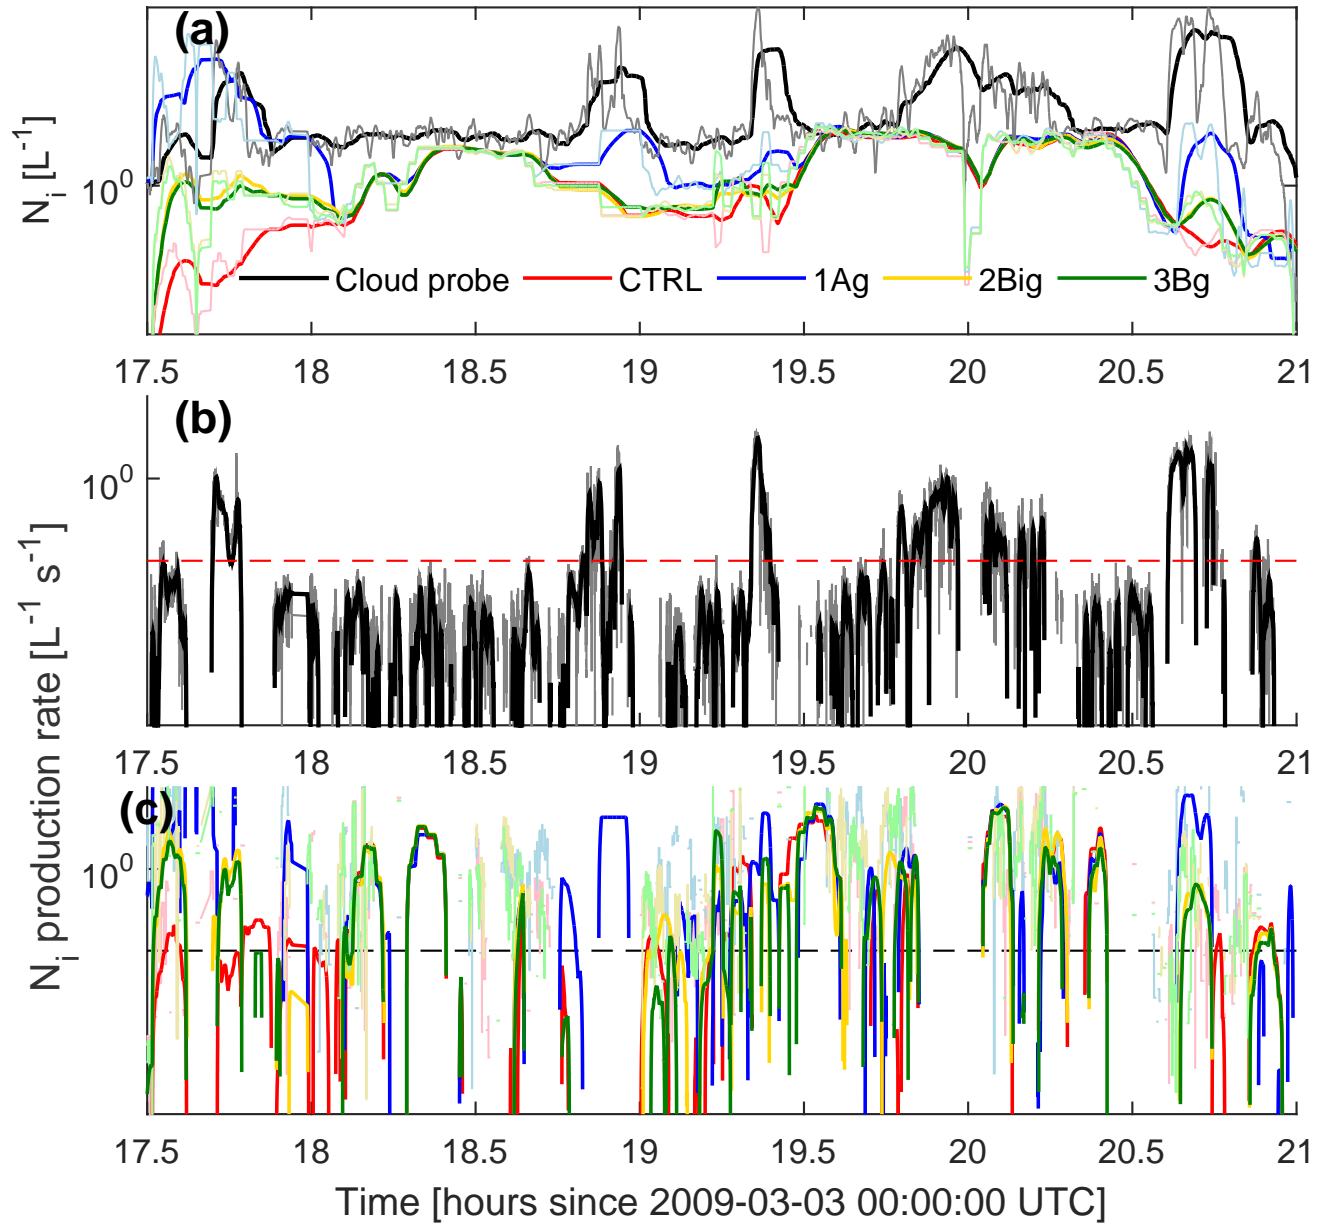 (a)
N_i [L^-1]
10^0
Cloud probe CTRL 1Ag 2Big 3Bg
17.5 18 18.5 19 19.5 20 20.5 21
(b)
10^0
17.5 18 18.5 19 19.5 20 20.5 21
N_i production rate [L^-1 s^-1]
(c)
10^0
17.5 18 18.5 19 19.5 20 20.5 21
Time [hours since 2009-03-03 00:00:00 UTC]